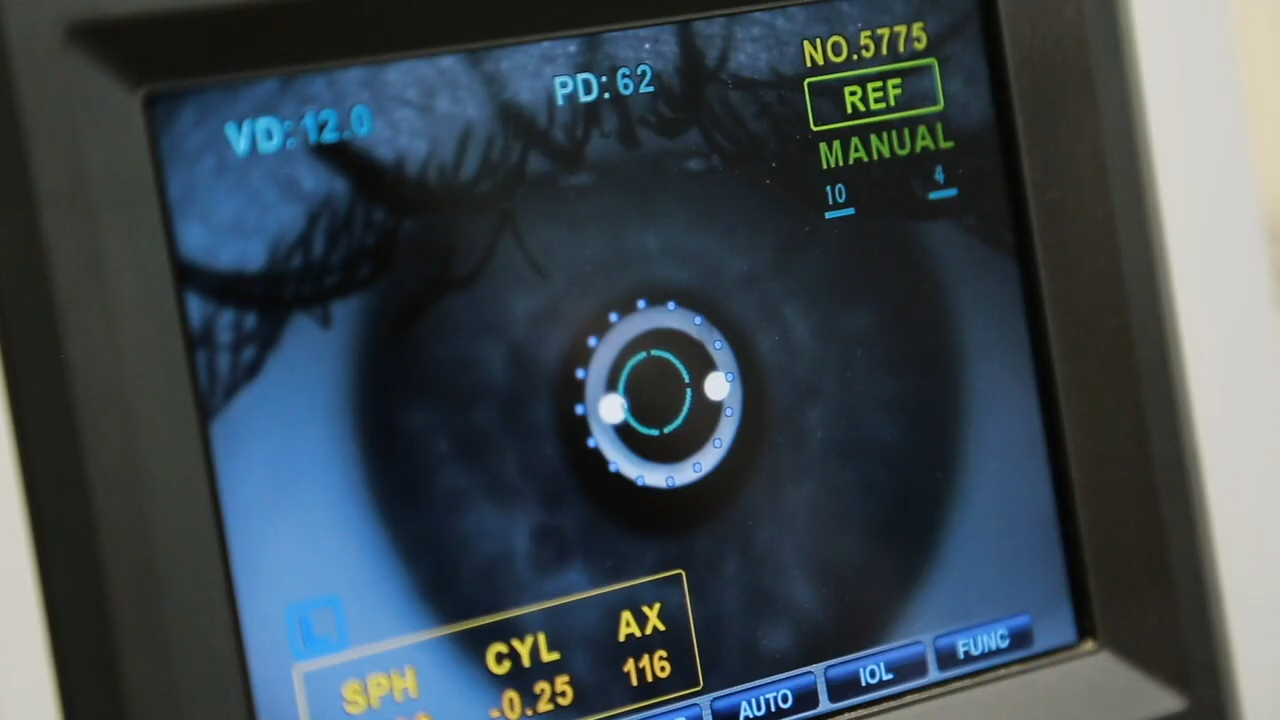 VD: 12.0
PD: 62
NO.5775
REF
MANUAL
10 4
L
SPH CYL AX
-0.25 116
AUTO IOL FUNC